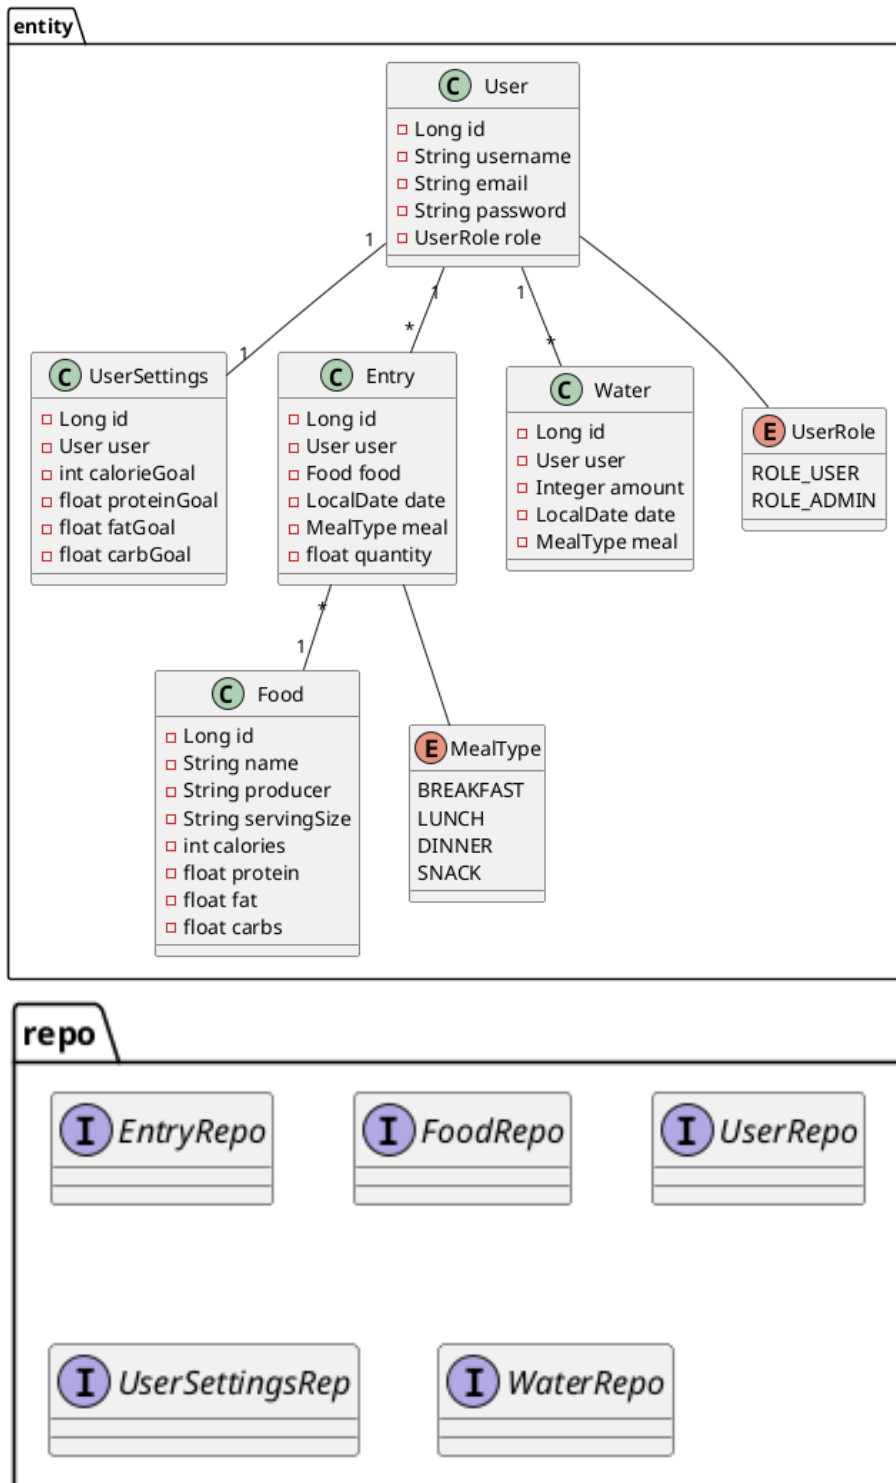 entity
C User
Long id
String username
String email
String password
UserRole role
1
1
1
*
*
1
C UserSettings
Long id
User user
int calorieGoal
float proteinGoal
float fatGoal
float carbGoal
C Entry
Long id
User user
Food food
LocalDate date
MealType meal
float quantity
C Water
Long id
User user
Integer amount
LocalDate date
MealType meal
E UserRole
ROLE_USER
ROLE_ADMIN
*
1
C Food
Long id
String name
String producer
String servingSize
int calories
float protein
float fat
float carbs
E MealType
BREAKFAST
LUNCH
DINNER
SNACK
repo
I EntryRepo
I FoodRepo
I UserRepo
I UserSettingsRep
I WaterRepo